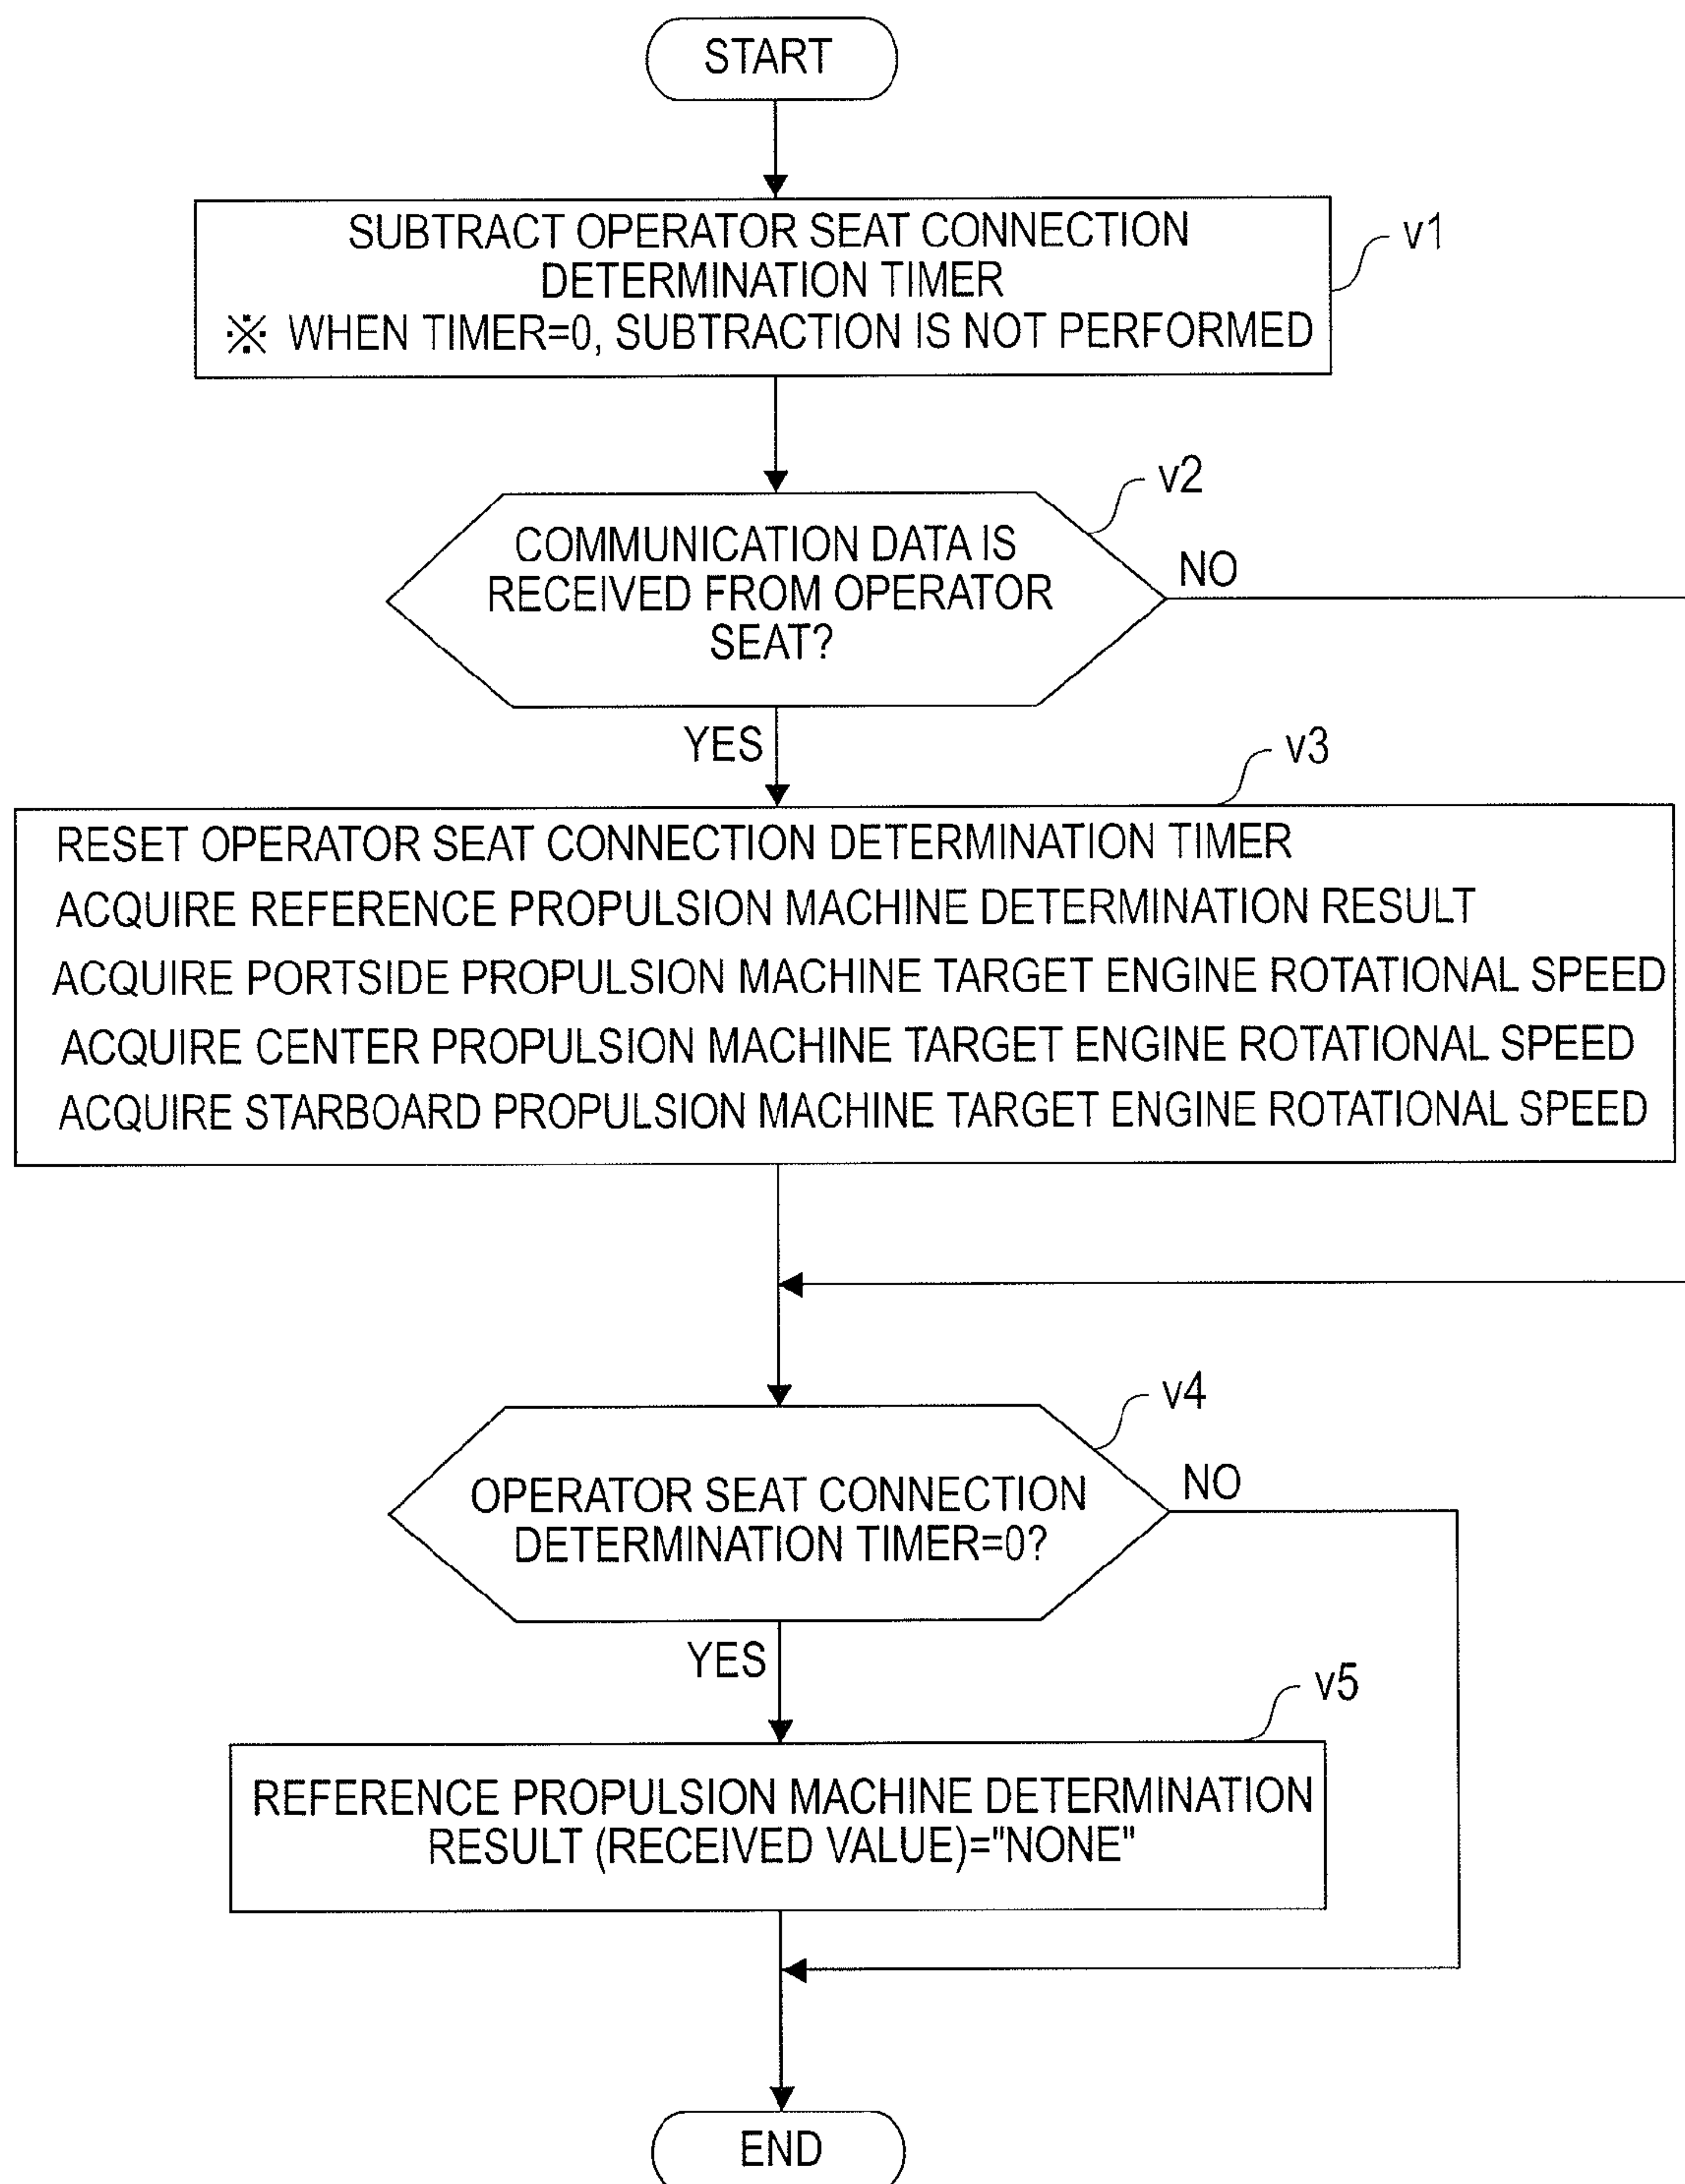 START
SUBTRACT OPERATOR SEAT CONNECTION
DETERMINATION TIMER
※ WHEN TIMER=0, SUBTRACTION IS NOT PERFORMED
v1
v2
COMMUNICATION DATA IS
RECEIVED FROM OPERATOR
SEAT?
NO
YES
v3
RESET OPERATOR SEAT CONNECTION DETERMINATION TIMER
ACQUIRE REFERENCE PROPULSION MACHINE DETERMINATION RESULT
ACQUIRE PORTSIDE PROPULSION MACHINE TARGET ENGINE ROTATIONAL SPEED
ACQUIRE CENTER PROPULSION MACHINE TARGET ENGINE ROTATIONAL SPEED
ACQUIRE STARBOARD PROPULSION MACHINE TARGET ENGINE ROTATIONAL SPEED
v4
OPERATOR SEAT CONNECTION
DETERMINATION TIMER=0?
NO
YES
v5
REFERENCE PROPULSION MACHINE DETERMINATION
RESULT (RECEIVED VALUE)="NONE"
END